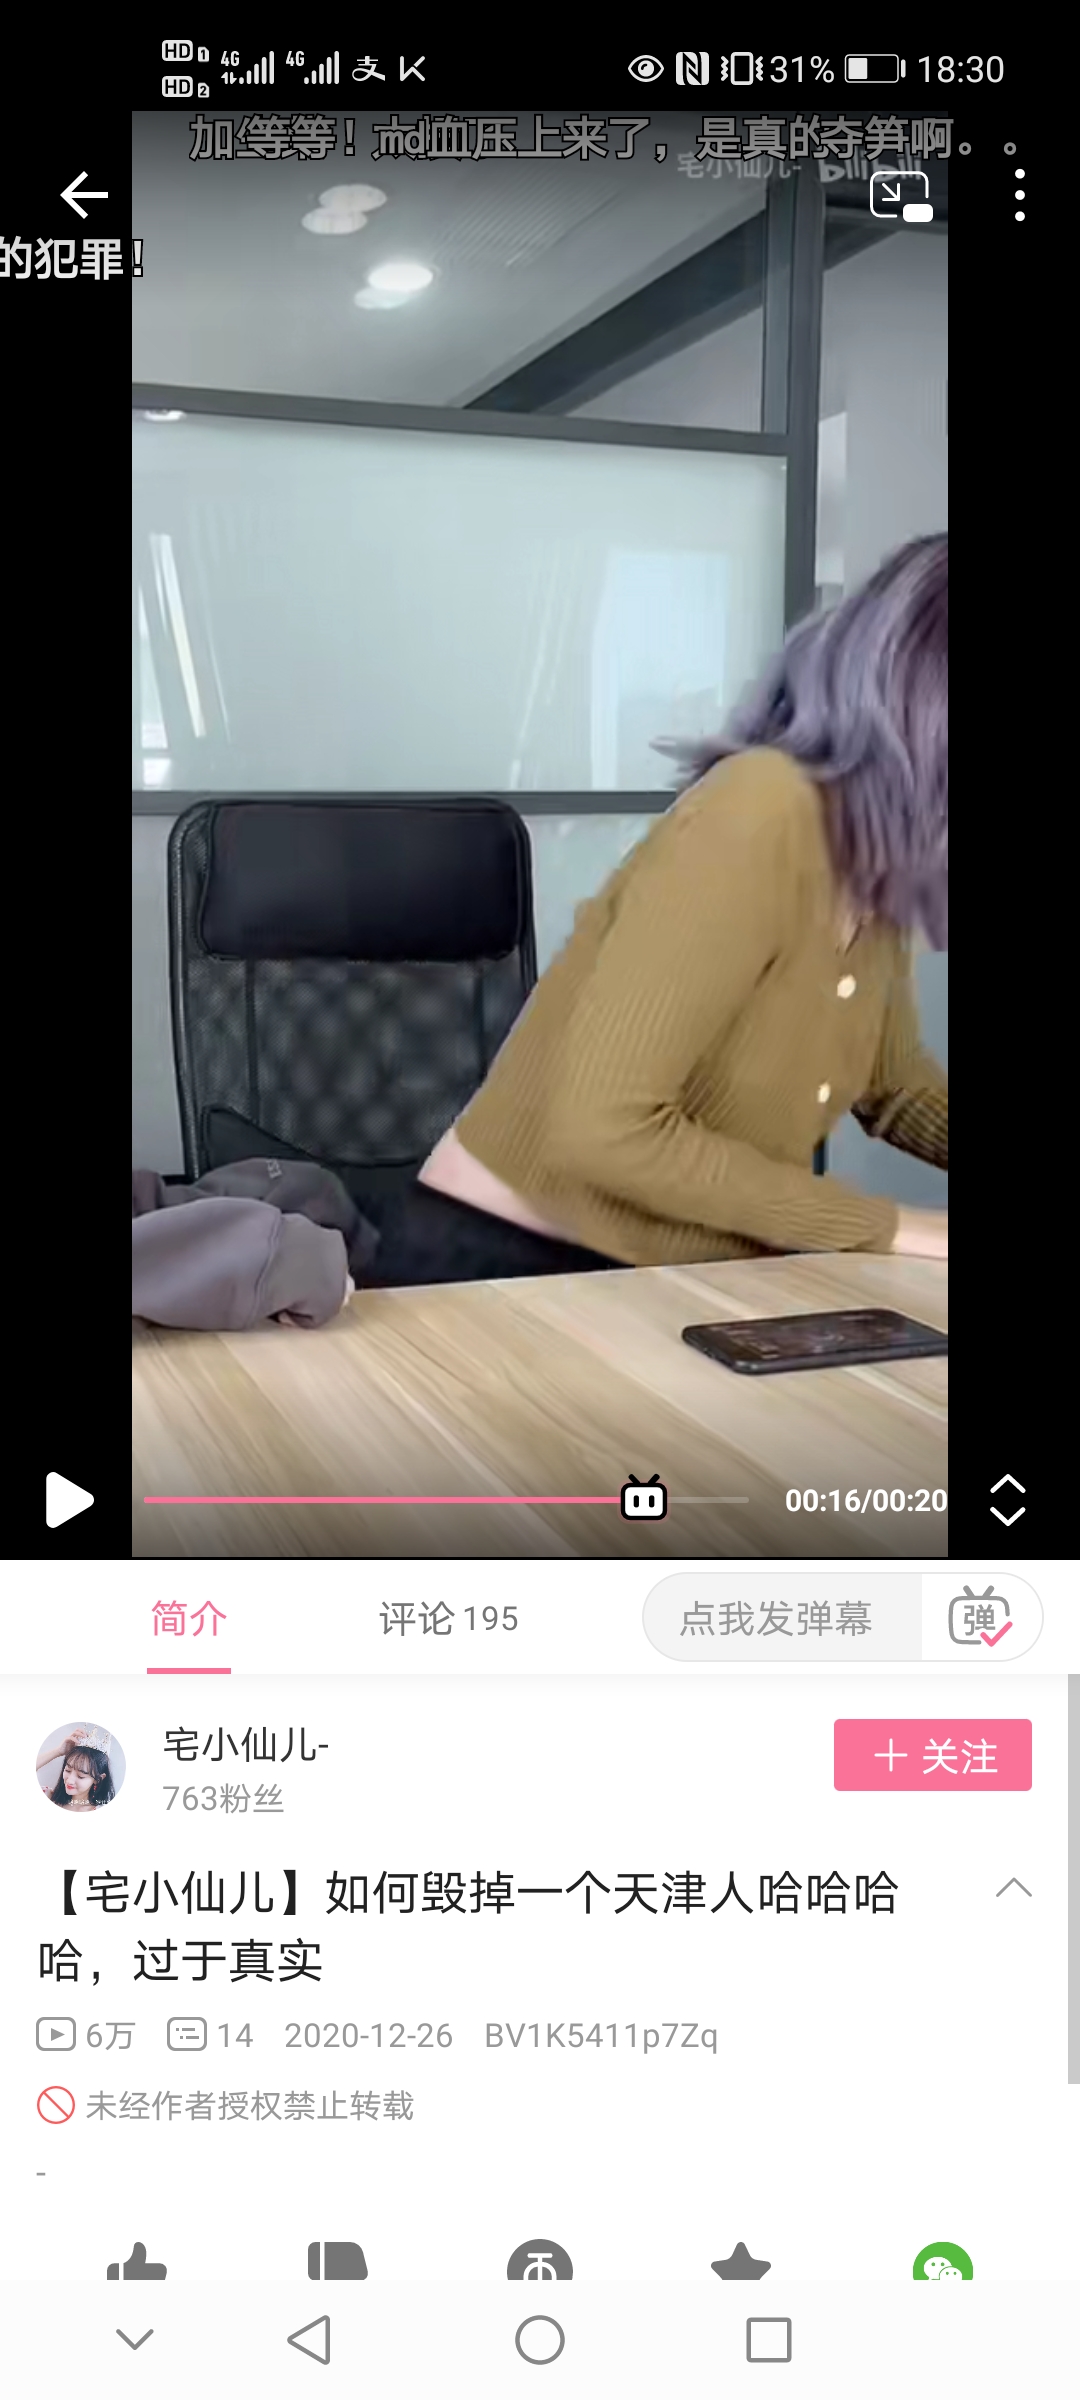 HD 1 4G 4G 31% 18:30
HD 2
加等等！md血压上来了，是真的夺笋啊。。
宅小仙儿- bilibili
的犯罪！
00:16/00:20
简介 评论 195 点我发弹幕 弹
宅小仙儿-
763粉丝
＋ 关注
【宅小仙儿】如何毁掉一个天津人哈哈哈
哈，过于真实
6万 14 2020-12-26 BV1K5411p7Zq
未经作者授权禁止转载
-